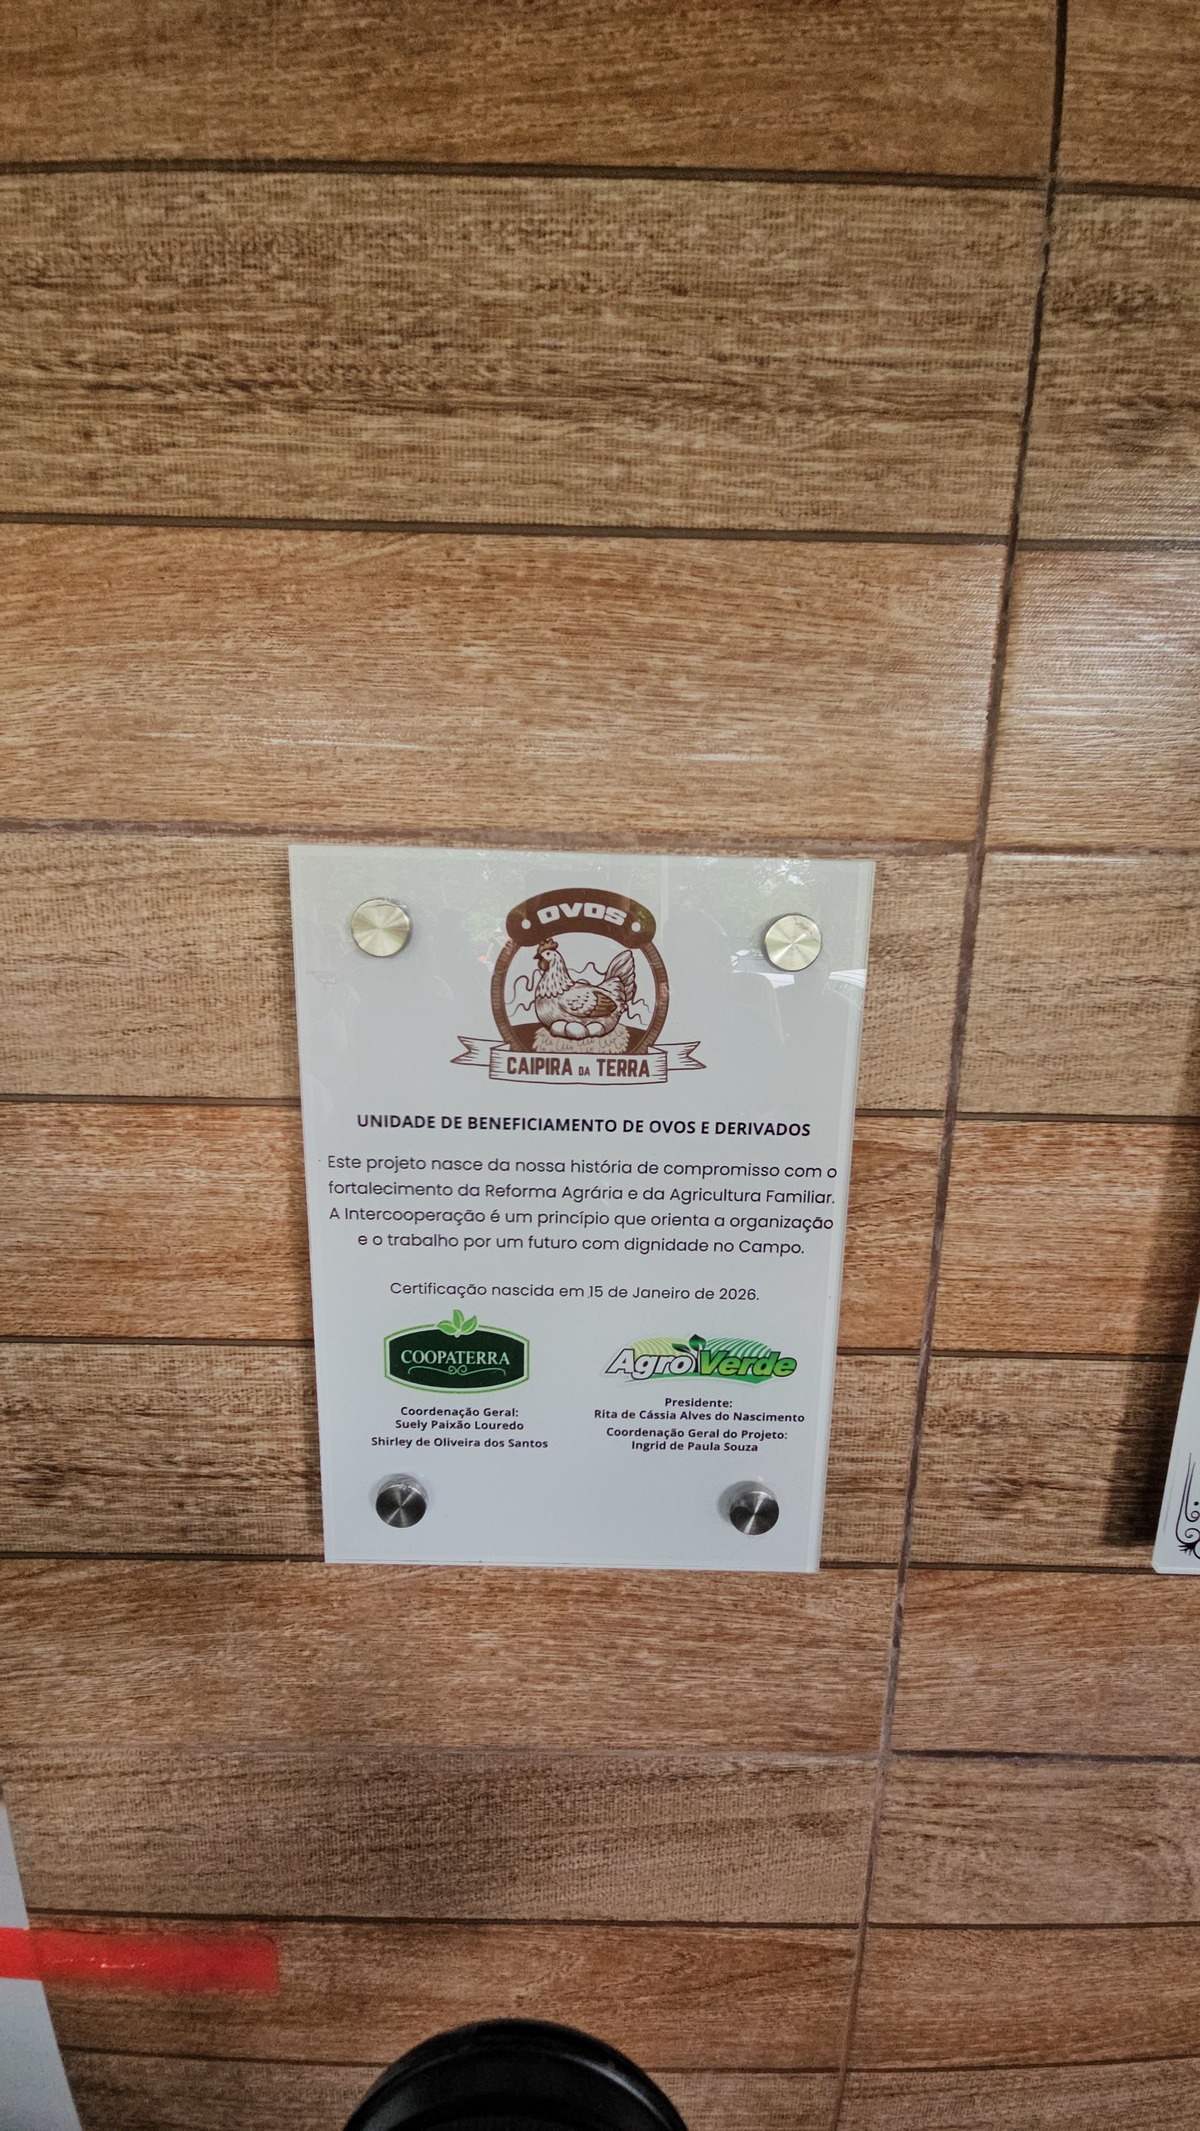 OVOS
CAIPIRA DA TERRA
UNIDADE DE BENEFICIAMENTO DE OVOS E DERIVADOS
Este projeto nasce da nossa história de compromisso com o
fortalecimento da Reforma Agrária e da Agricultura Familiar.
A Intercooperação é um princípio que orienta a organização
e o trabalho por um futuro com dignidade no Campo.
Certificação nascida em 15 de Janeiro de 2026.
COOPATERRA
Coordenação Geral:
Suely Paixão Louredo
Shirley de Oliveira dos Santos
AgroVerde
Presidente:
Rita de Cássia Alves do Nascimento
Coordenação Geral do Projeto:
Ingrid de Paula Souza